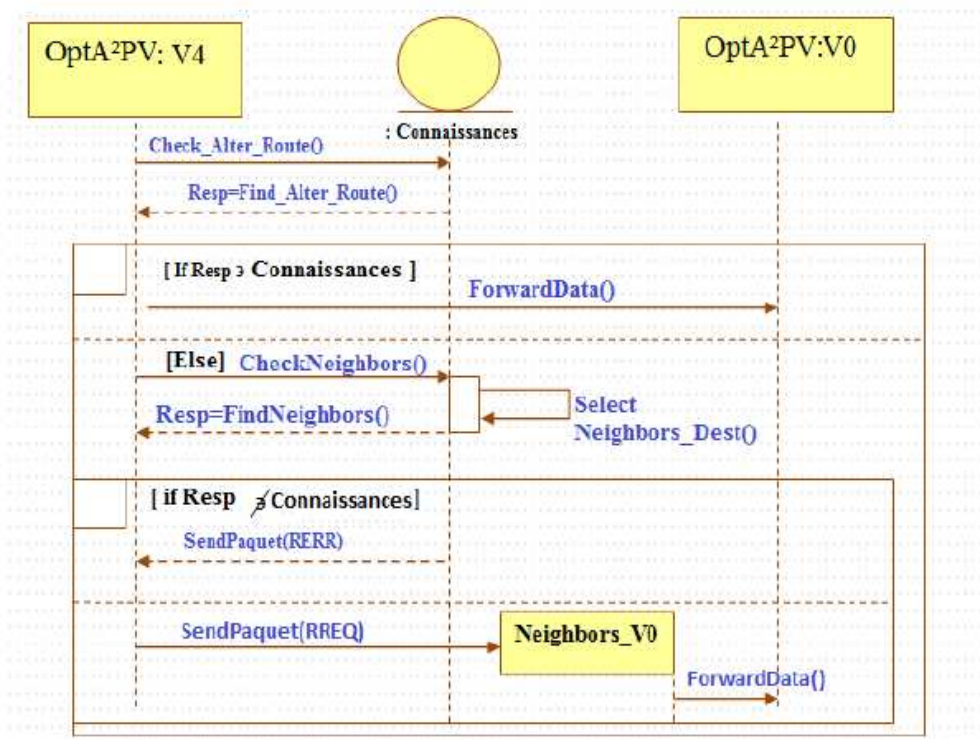 OptA²PV: V4
OptA²PV:V0
: Connaissances
Check_Alter_Route()
Resp=Find_Alter_Route()
[ If Resp ∋ Connaissances ]
ForwardData()
[Else] CheckNeighbors()
Resp=FindNeighbors()
Select
Neighbors_Dest()
[ if Resp ∌ Connaissances]
SendPaquet(RERR)
SendPaquet(RREQ)
Neighbors_V0
ForwardData()